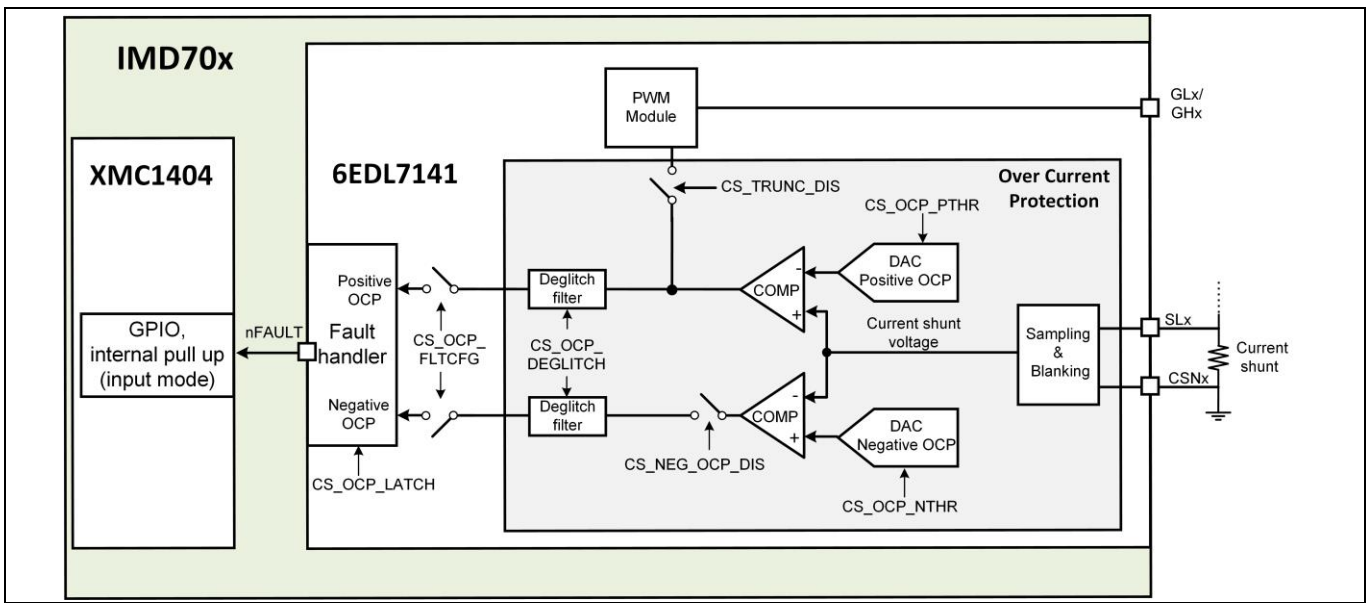 IMD70x
XMC1404
GPIO,
internal pull up
(input mode)
nFAULT
6EDL7141
Positive
OCP
Fault
handler
Negative
OCP
CS_OCP_LATCH
CS_OCP_
FLTCFG
PWM
Module
CS_TRUNC_DIS
Over Current
Protection
Deglitch
filter
CS_OCP_
DEGLITCH
Deglitch
filter
CS_NEG_OCP_DIS
-
COMP
+
-
COMP
+
CS_OCP_PTHR
DAC
Positive OCP
Current shunt
voltage
DAC
Negative OCP
CS_OCP_NTHR
Sampling
&
Blanking
GLx/
GHx
SLx
CSNx
Current
shunt